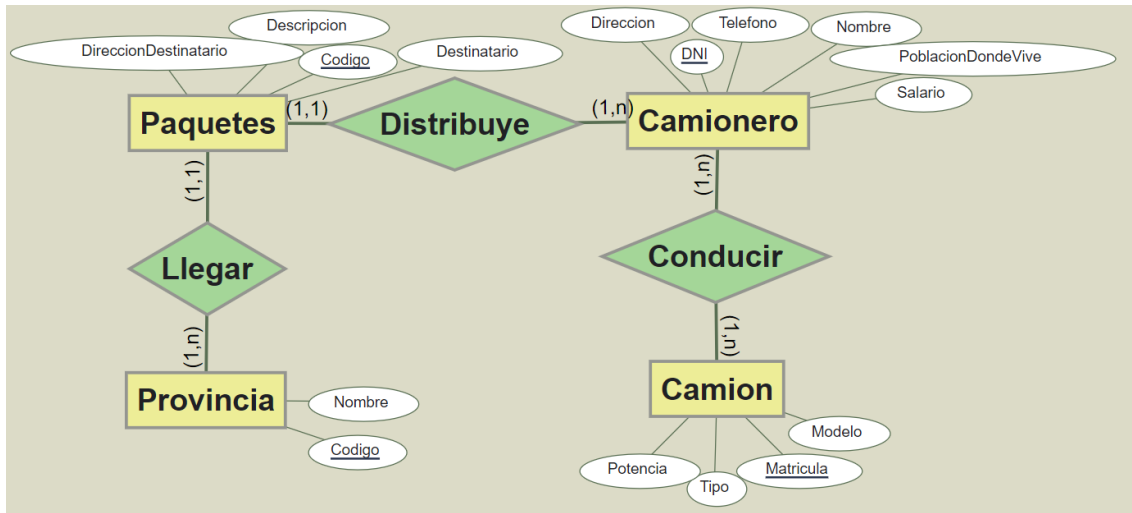 Descripcion
DireccionDestinatario
Codigo
Destinatario
Direccion
Telefono
Nombre
DNI
PoblacionDondeVive
Salario
Paquetes
(1,1)
Distribuye
(1,n)
Camionero
(1,1)
(1,n)
Llegar
Conducir
(1,n)
(1,n)
Provincia
Nombre
Codigo
Camion
Modelo
Potencia
Tipo
Matricula